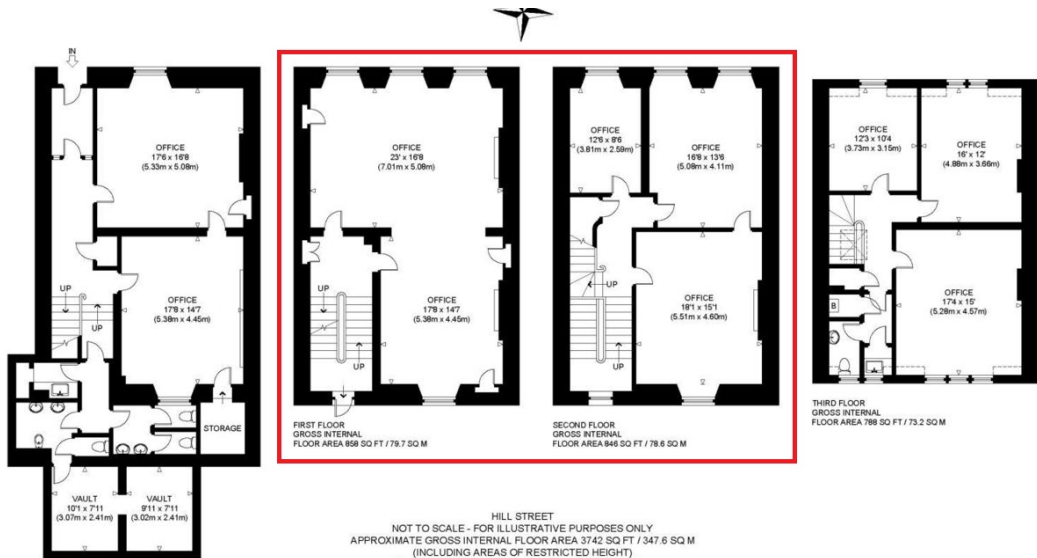 IN
OFFICE
17'6 x 16'8
(5.33m x 5.08m)
UP
UP
OFFICE
17'8 x 14'7
(5.38m x 4.45m)
STORAGE
VAULT
10'1 x 7'11
(3.07m x 2.41m)
VAULT
9'11 x 7'11
(3.02m x 2.41m)
OFFICE
23' x 16'8
(7.01m x 5.08m)
UP
UP
OFFICE
17'8 x 14'7
(5.38m x 4.45m)
FIRST FLOOR
GROSS INTERNAL
FLOOR AREA 858 SQ FT / 79.7 SQ M
OFFICE
12'6 x 8'6
(3.81m x 2.59m)
OFFICE
16'8 x 13'6
(5.08m x 4.11m)
UP
UP
OFFICE
18'1 x 15'1
(5.51m x 4.60m)
SECOND FLOOR
GROSS INTERNAL
FLOOR AREA 846 SQ FT / 78.6 SQ M
OFFICE
12'3 x 10'4
(3.73m x 3.15m)
OFFICE
16' x 12'
(4.88m x 3.66m)
OFFICE
17'4 x 15'
(5.28m x 4.57m)
B
THIRD FLOOR
GROSS INTERNAL
FLOOR AREA 788 SQ FT / 73.2 SQ M
HILL STREET
NOT TO SCALE - FOR ILLUSTRATIVE PURPOSES ONLY
APPROXIMATE GROSS INTERNAL FLOOR AREA 3742 SQ FT / 347.6 SQ M
(INCLUDING AREAS OF RESTRICTED HEIGHT)